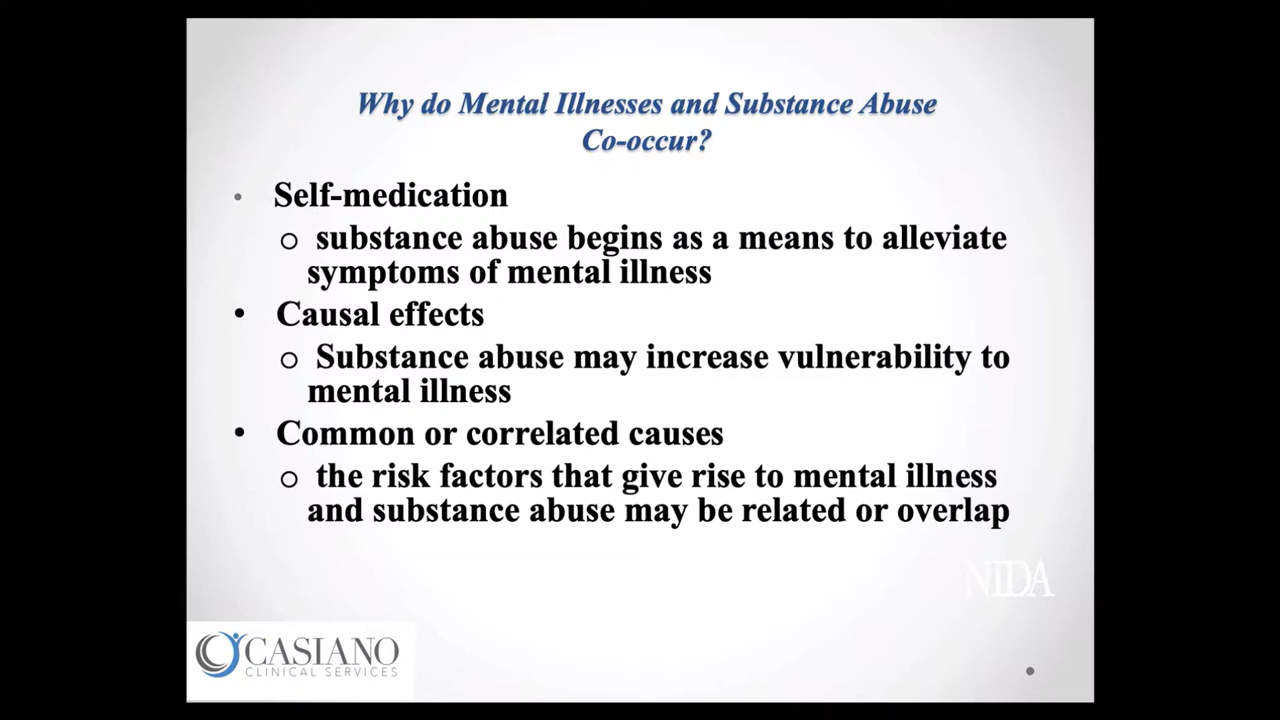 Why do Mental Illnesses and Substance Abuse
Co-occur?
• Self-medication
o substance abuse begins as a means to alleviate
symptoms of mental illness
• Causal effects
o Substance abuse may increase vulnerability to
mental illness
• Common or correlated causes
o the risk factors that give rise to mental illness
and substance abuse may be related or overlap
NIDA
CASIANO
CLINICAL SERVICES